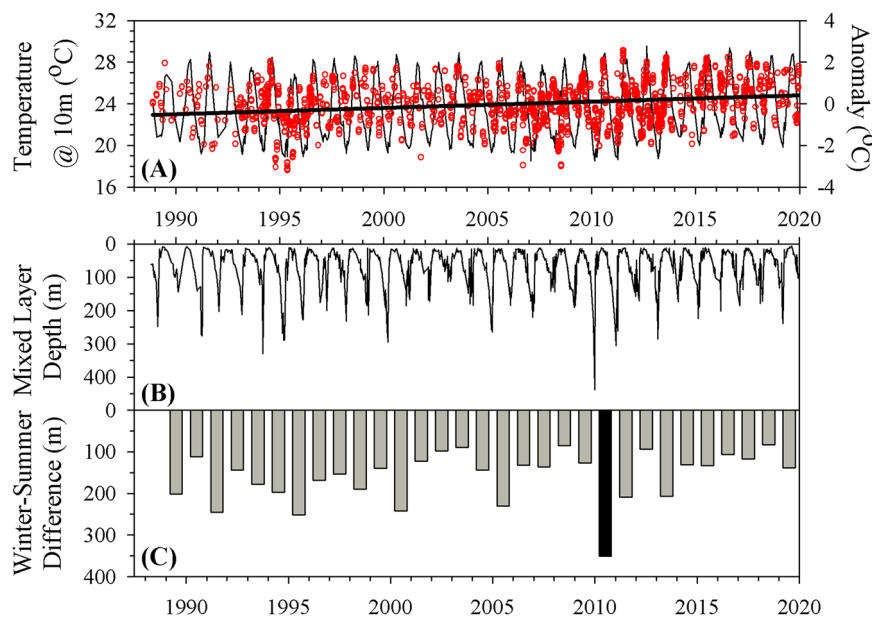 Temperature
@ 10m (⁰C)
32
28
24
20
16
(A)
4
2
0
-2
-4
Anomaly (⁰C)
1990 1995 2000 2005 2010 2015 2020
Mixed Layer
Depth (m)
0
100
200
300
400
(B)
Winter-Summer
Difference (m)
0
100
200
300
400
(C)
1990 1995 2000 2005 2010 2015 2020